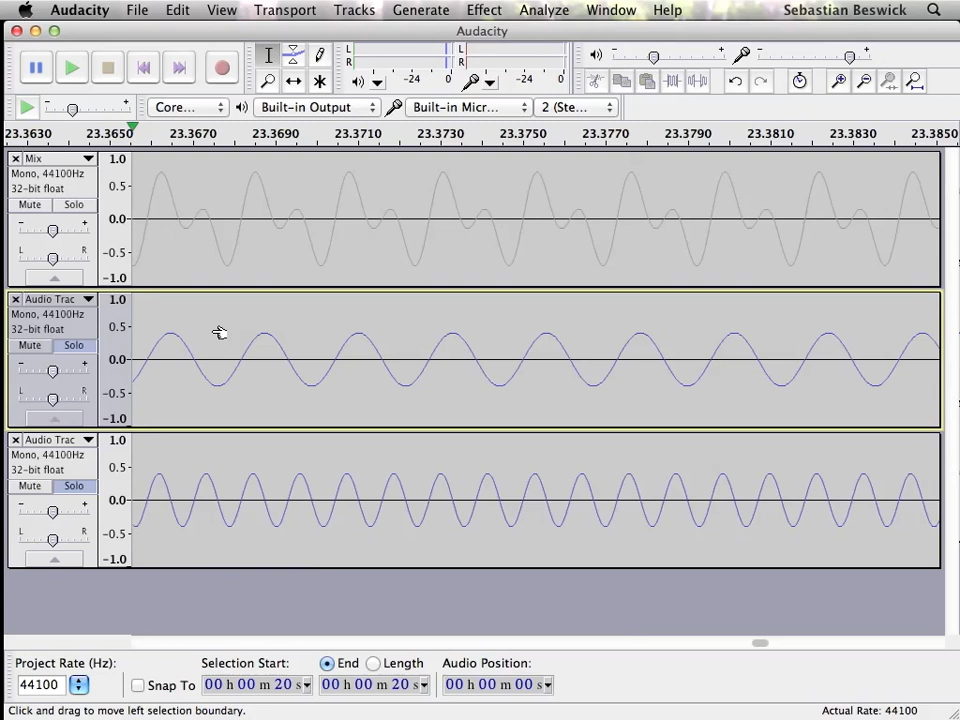 Audacity File Edit View Transport Tracks Generate Effect Analyze Window Help Sebastian Beswick
Audacity
L L
R -24 0 R -24 0
Core... Built-in Output Built-in Micr... 2 (Ste...
23.3630 23.3650 23.3670 23.3690 23.3710 23.3730 23.3750 23.3770 23.3790 23.3810 23.3830 23.3850
Mix 1.0
Mono, 44100Hz
32-bit float 0.5
Mute Solo
0.0
- +
L R -0.5
-1.0
Audio Trac 1.0
Mono, 44100Hz
32-bit float 0.5
Mute Solo
0.0
- +
L R -0.5
-1.0
Audio Trac 1.0
Mono, 44100Hz
32-bit float 0.5
Mute Solo
0.0
- +
L R -0.5
-1.0
Project Rate (Hz): Selection Start: End Length Audio Position:
44100 Snap To 00 h 00 m 20 s 00 h 00 m 20 s 00 h 00 m 00 s
Click and drag to move left selection boundary. Actual Rate: 44100